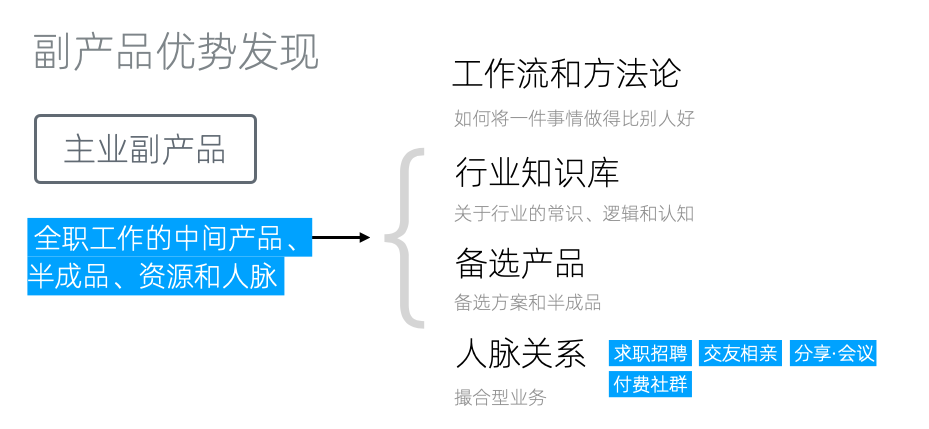 副产品优势发现
主业副产品
全职工作的中间产品、
半成品、资源和人脉
工作流和方法论
如何将一件事情做得比别人好
行业知识库
关于行业的常识、逻辑和认知
备选产品
备选方案和半成品
人脉关系
撮合型业务
求职招聘 交友相亲 分享·会议
付费社群